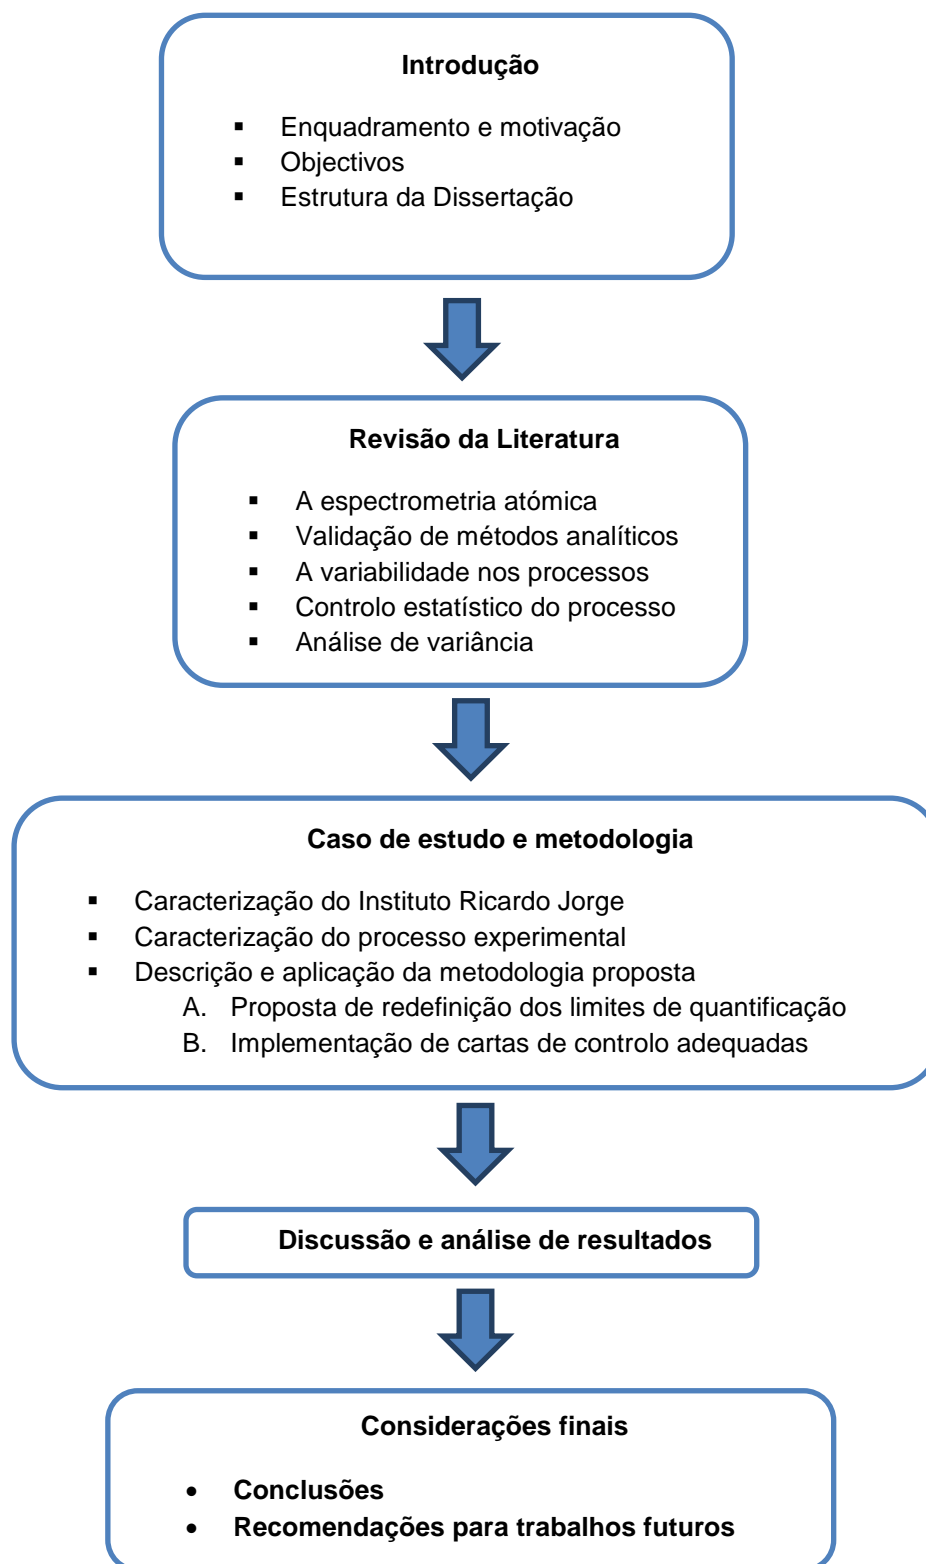 Introdução
▪ Enquadramento e motivação
▪ Objectivos
▪ Estrutura da Dissertação
Revisão da Literatura
▪ A espectrometria atómica
▪ Validação de métodos analíticos
▪ A variabilidade nos processos
▪ Controlo estatístico do processo
▪ Análise de variância
Caso de estudo e metodologia
▪ Caracterização do Instituto Ricardo Jorge
▪ Caracterização do processo experimental
▪ Descrição e aplicação da metodologia proposta
A. Proposta de redefinição dos limites de quantificação
B. Implementação de cartas de controlo adequadas
Discussão e análise de resultados
Considerações finais
• Conclusões
• Recomendações para trabalhos futuros